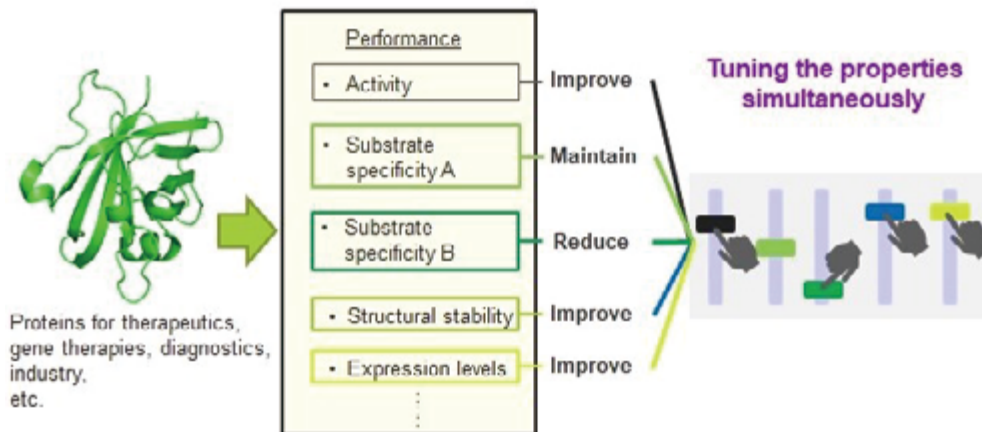 Performance
• Activity
• Substrate
specificity A
• Substrate
specificity B
• Structural stability
• Expression levels
Improve
Maintain
Reduce
Improve
Improve
Tuning the properties
simultaneously
Proteins for therapeutics,
gene therapies, diagnostics,
industry,
etc.